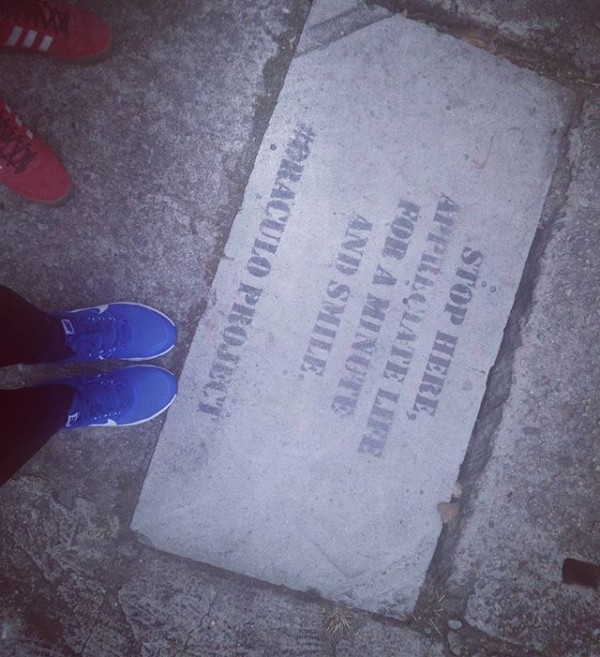 STOP HERE,
APPRECIATE LIFE
FOR A MINUTE
AND SMILE.
#ORACULO PROJECT